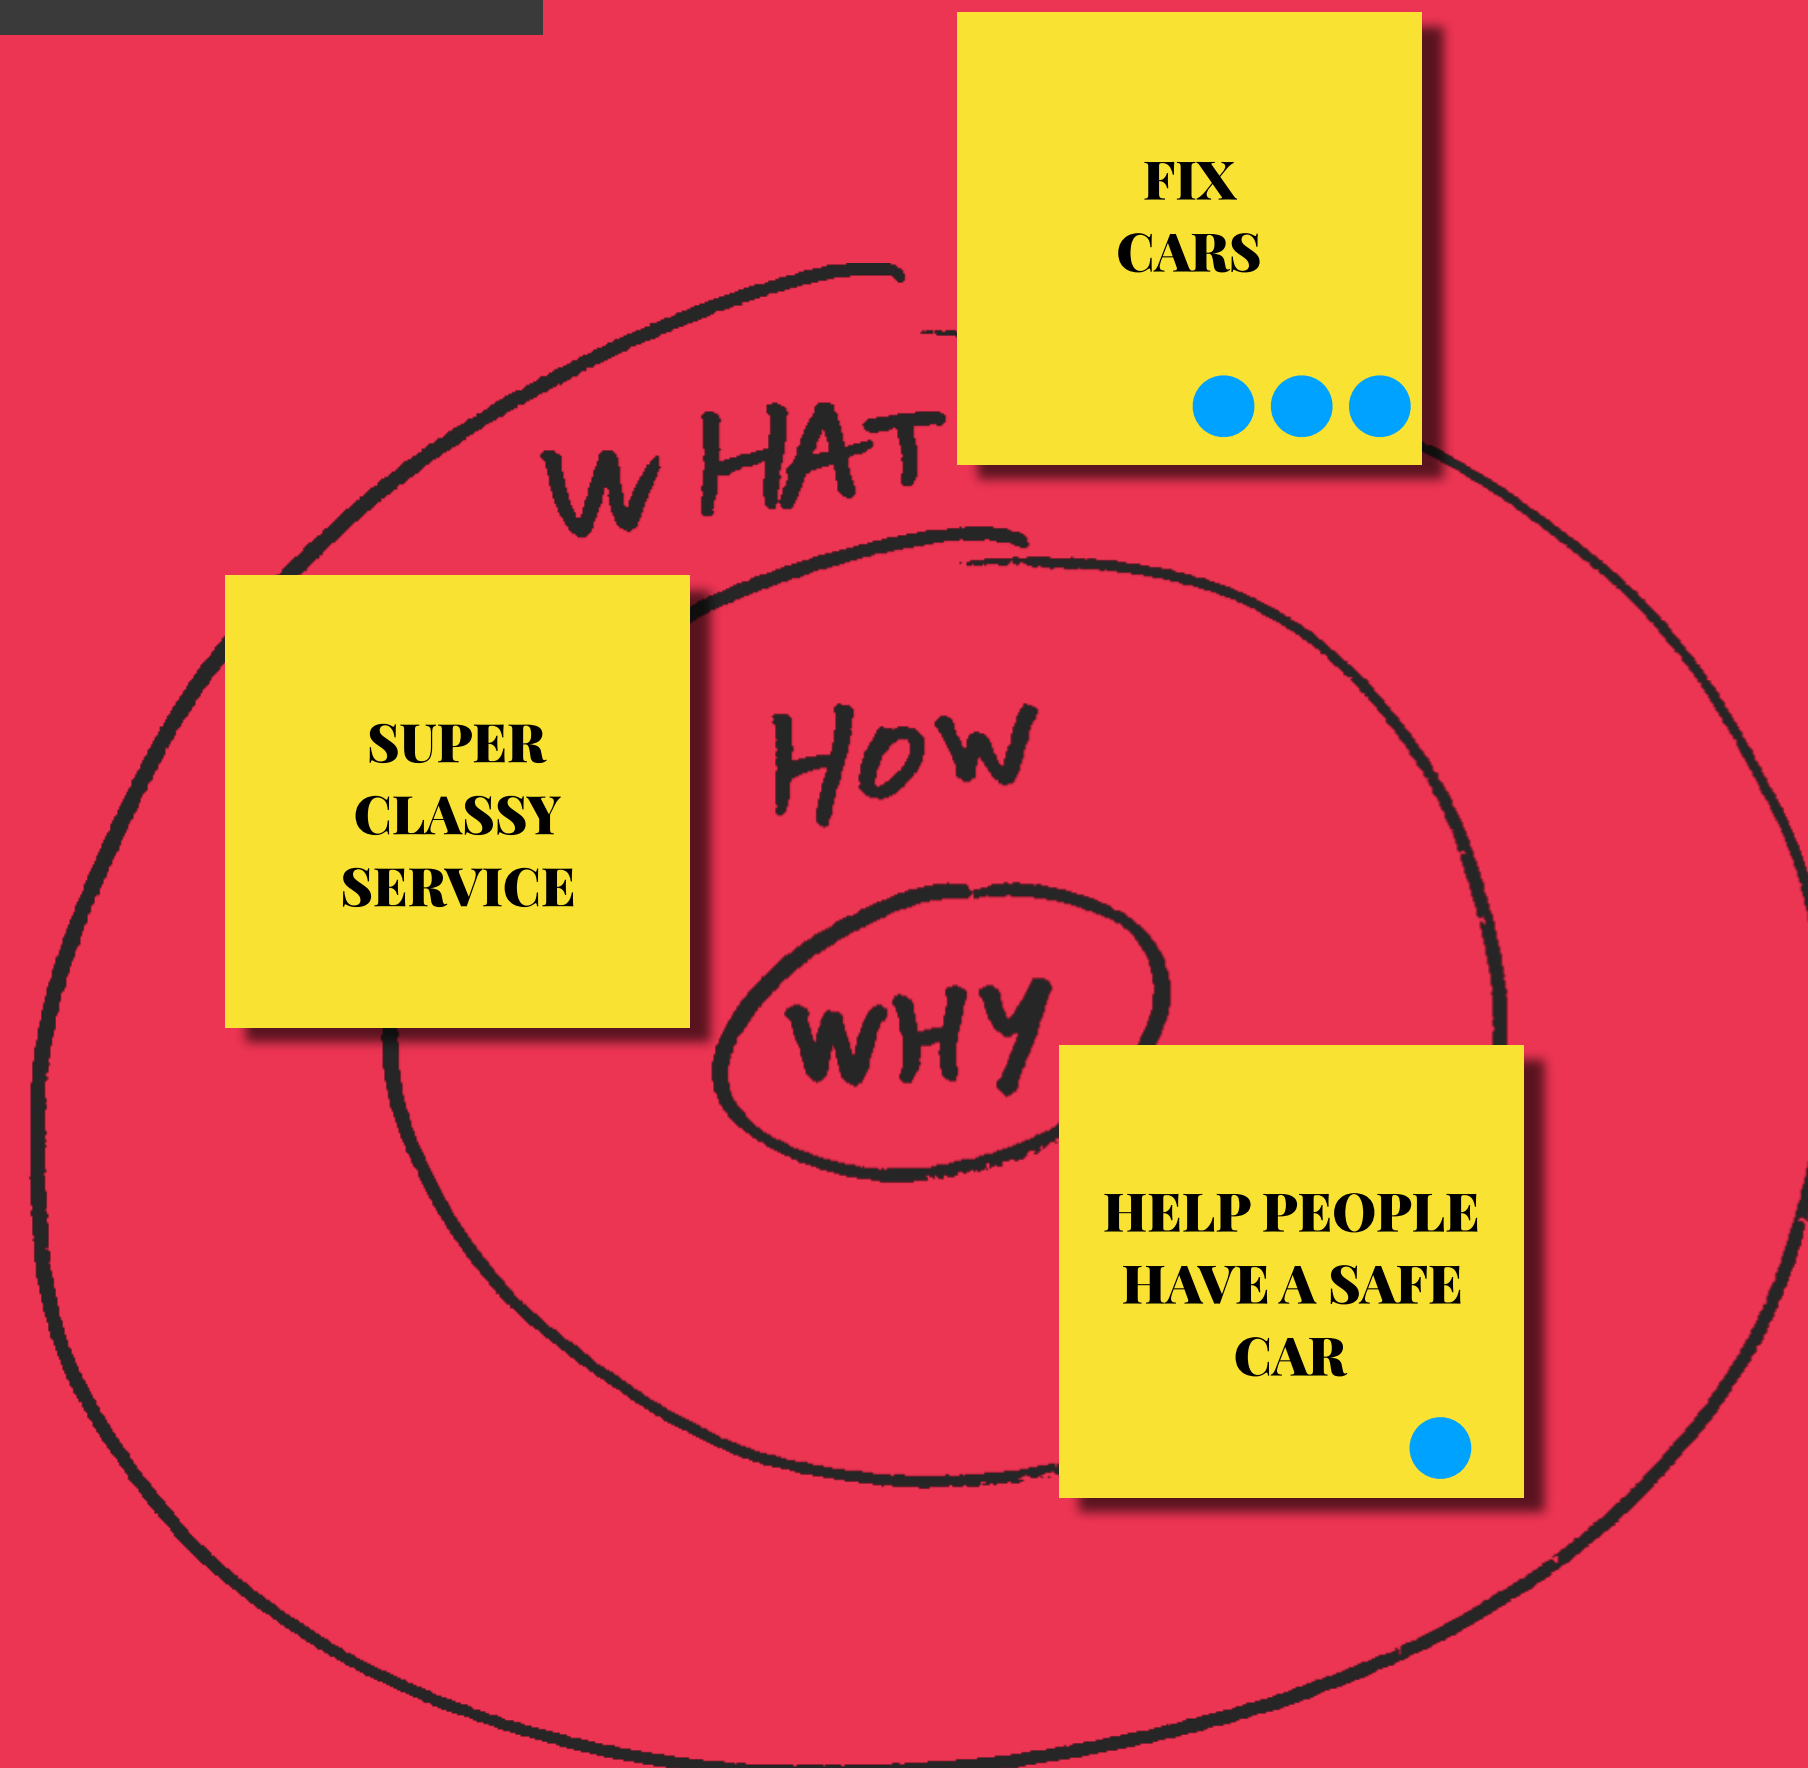 FIX
CARS
WHAT
SUPER
CLASSY
SERVICE
HOW
WHY
HELP PEOPLE
HAVE A SAFE
CAR